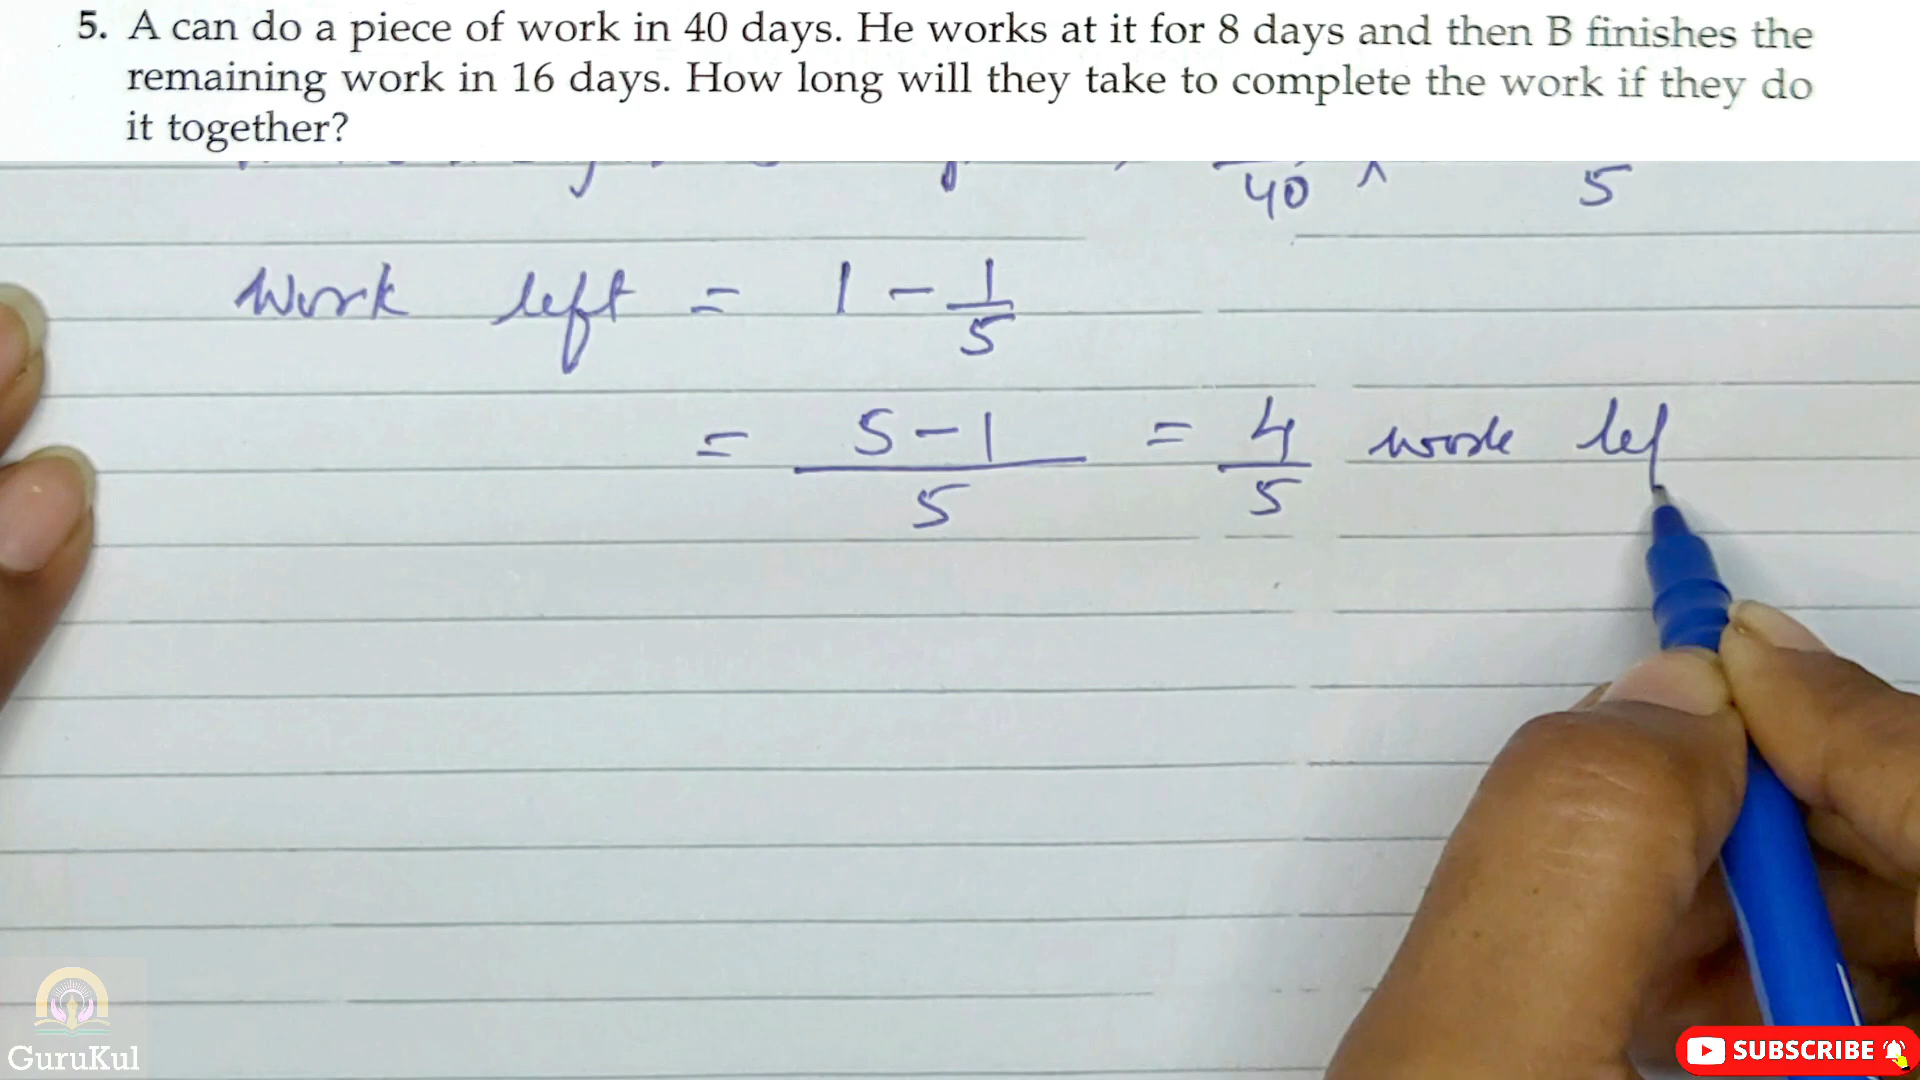 5. A can do a piece of work in 40 days. He works at it for 8 days and then B finishes the
remaining work in 16 days. How long will they take to complete the work if they do
it together?
40 5
Work left = 1 - 1/5
= 5-1/5 = 4/5 work lef
GuruKul
SUBSCRIBE